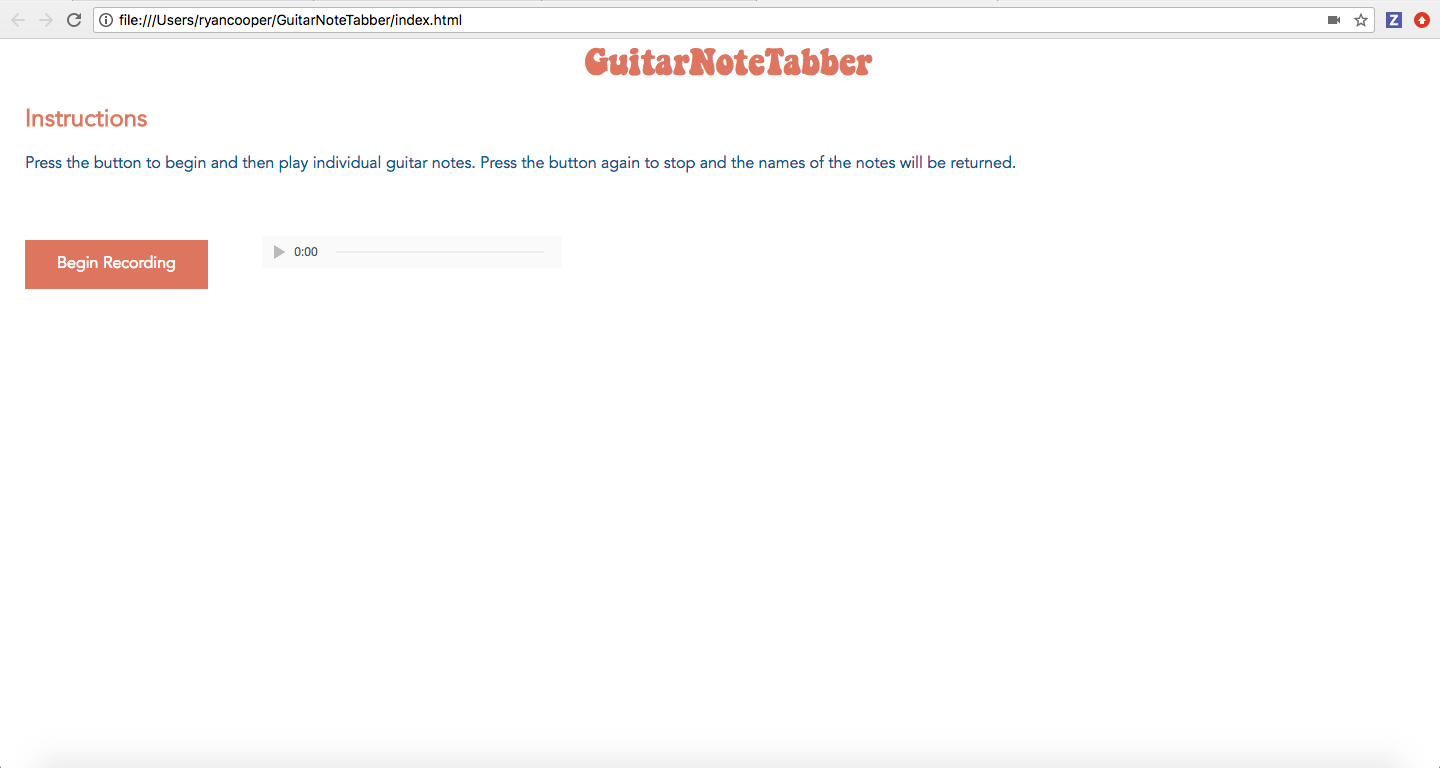 file:///Users/ryancooper/GuitarNoteTabber/index.html
Z
GuitarNoteTabber
Instructions
Press the button to begin and then play individual guitar notes. Press the button again to stop and the names of the notes will be returned.
Begin Recording
0:00